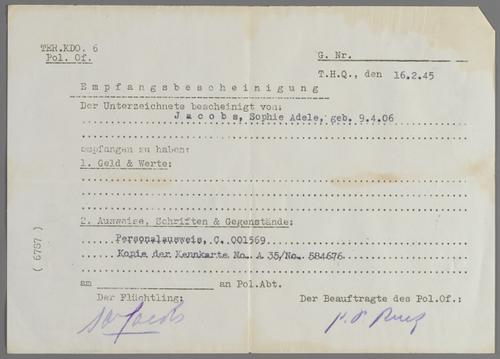 TER.KDO. 6
Pol. Of.
G. Nr.
T.H.Q., den 16.2.45
Empfangsbescheinigung
Der Unterzeichnete bescheinigt von:
Jacobs, Sophie Adele, geb. 9.4.06
empfangen zu haben:
1. Geld & Werte:
2. Ausweise, Schriften & Gegenstände:
Personalausweis, C. 001569
Kopie der Kennkarte No. A 35/No. 584676
am an Pol.Abt.
Der Flüchtling: Der Beauftragte des Pol.Of.:
Jacobs
( 6787 )